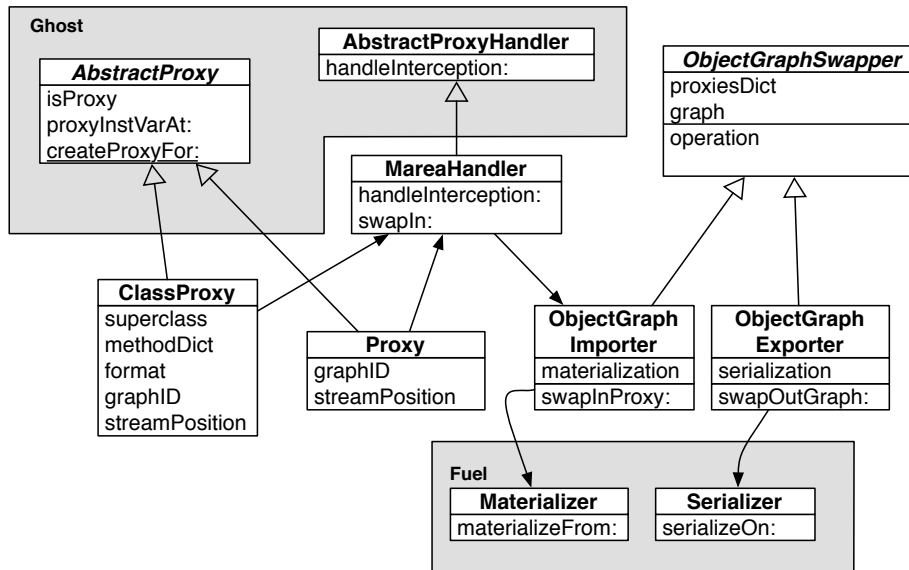 Ghost
AbstractProxy
isProxy
proxyInstVarAt:
createProxyFor:
AbstractProxyHandler
handleInterception:
ObjectGraphSwapper
proxiesDict
graph
operation
MareaHandler
handleInterception:
swapIn:
ClassProxy
superclass
methodDict
format
graphID
streamPosition
Proxy
graphID
streamPosition
ObjectGraph
Importer
materialization
swapInProxy:
ObjectGraph
Exporter
serialization
swapOutGraph:
Fuel
Materializer
materializeFrom:
Serializer
serializeOn: